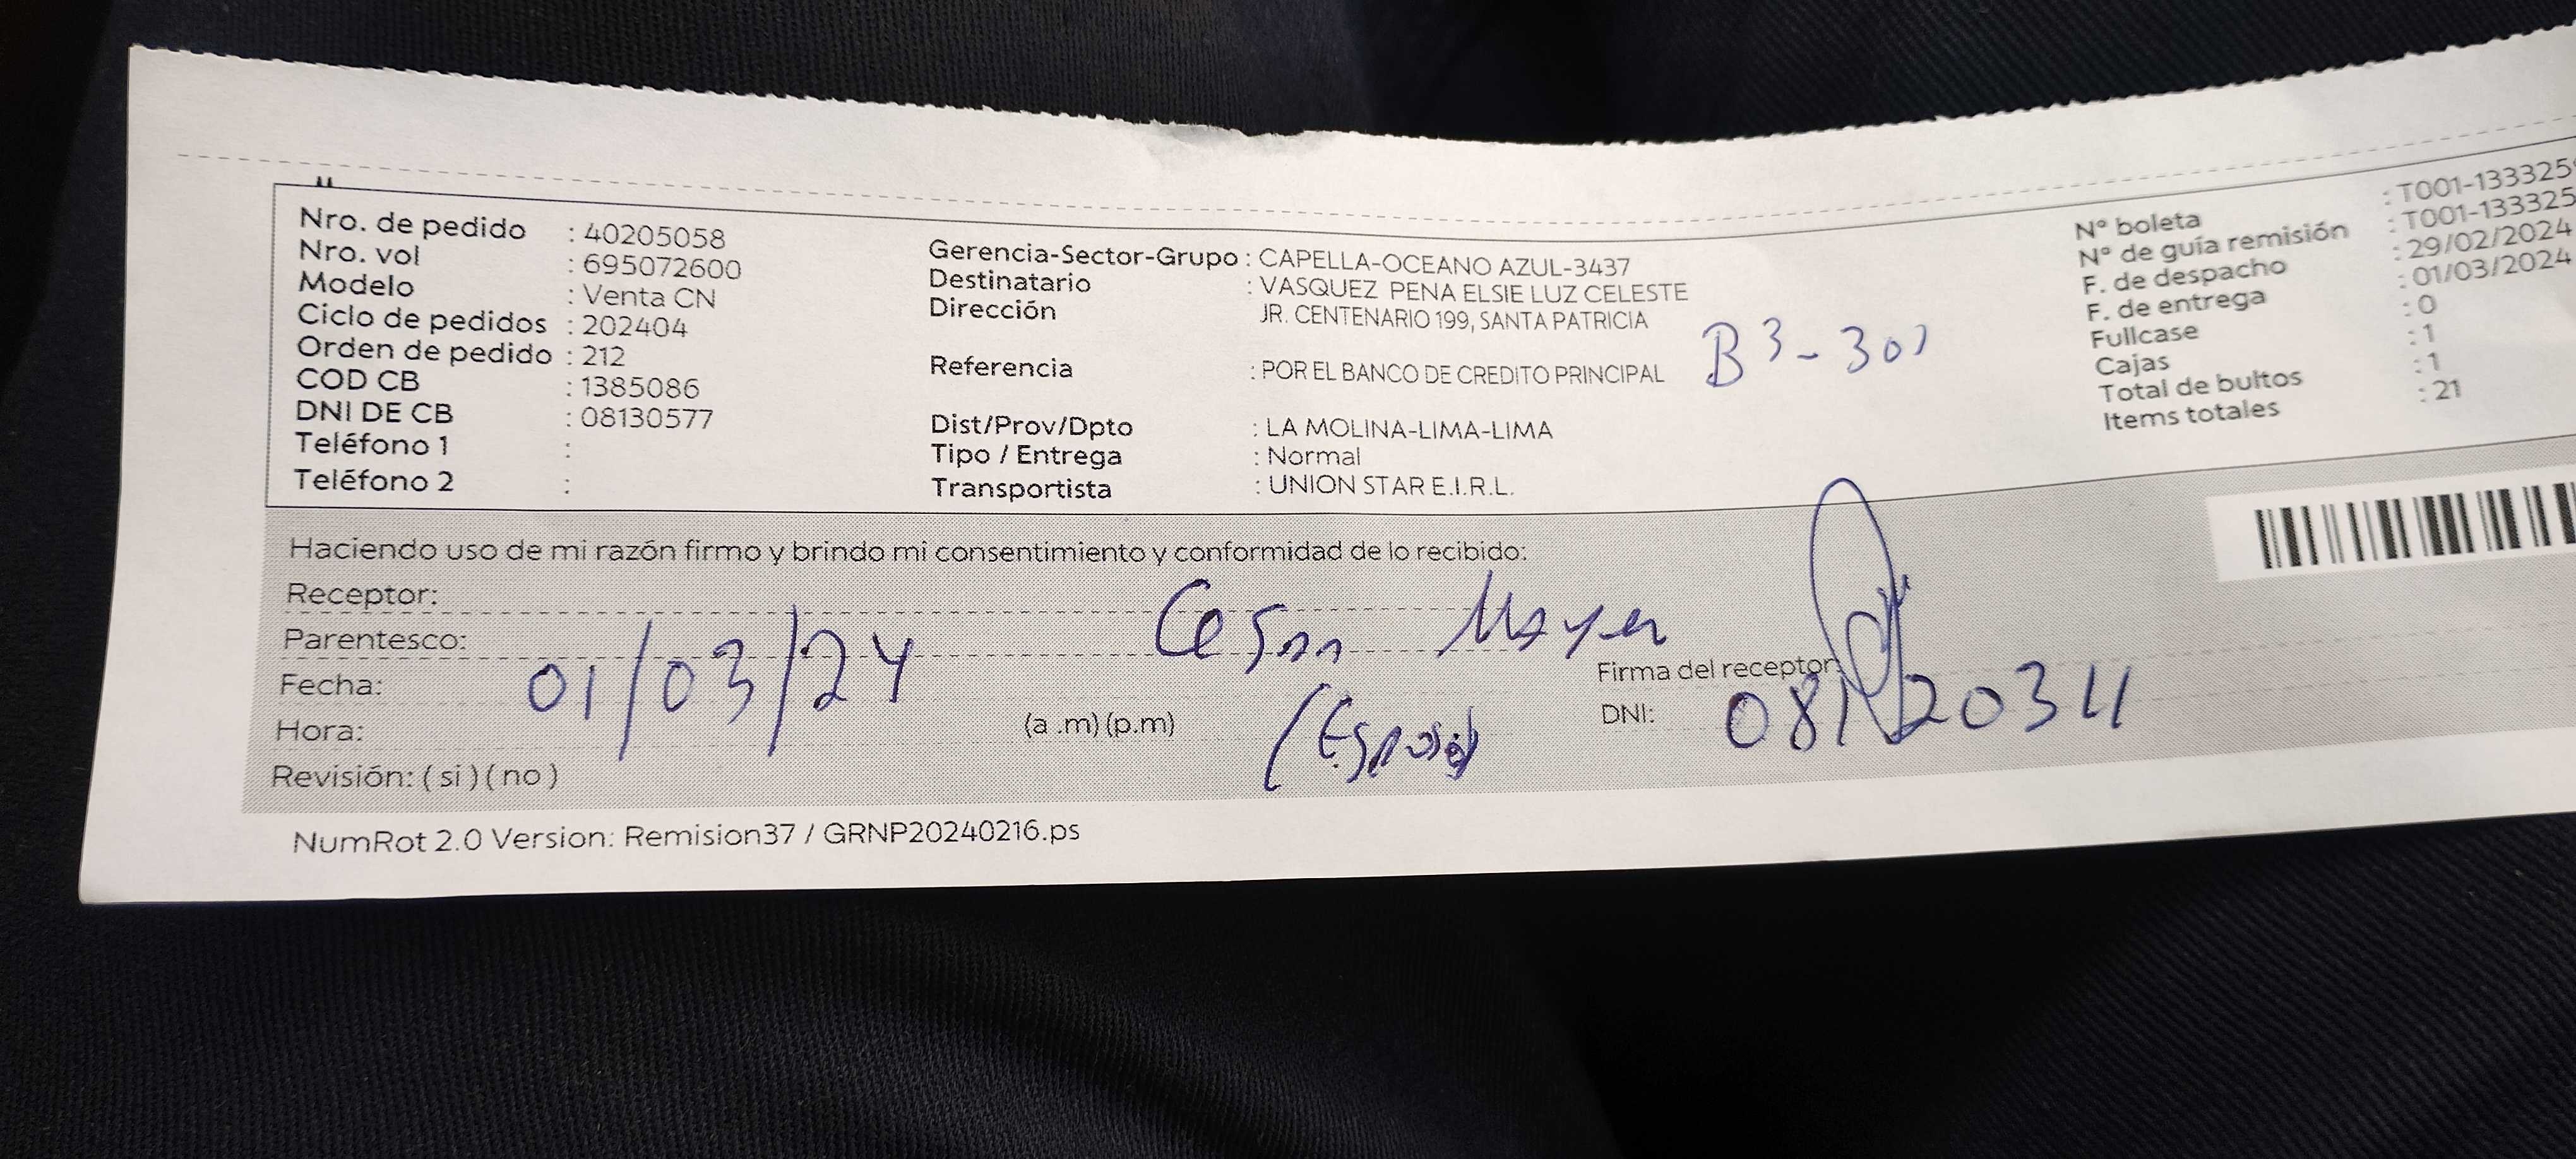 Nro. de pedido : 40205058
Nro. vol : 695072600
Modelo : Venta CN
Ciclo de pedidos : 202404
Orden de pedido : 212
COD CB : 1385086
DNI DE CB : 08130577
Teléfono 1 :
Teléfono 2 :
Gerencia-Sector-Grupo : CAPELLA-OCEANO AZUL-3437
Destinatario : VASQUEZ PENA ELSIE LUZ CELESTE
Dirección JR. CENTENARIO 199, SANTA PATRICIA
B3-301
Referencia : POR EL BANCO DE CREDITO PRINCIPAL
Dist/Prov/Dpto : LA MOLINA-LIMA-LIMA
Tipo / Entrega : Normal
Transportista : UNION STAR E.I.R.L.
N° boleta : T001-133325
N° de guía remisión : T001-133325
F. de despacho : 29/02/2024
F. de entrega : 01/03/2024
Fullcase : 0
Cajas : 1
Total de bultos : 1
Items totales : 21
Haciendo uso de mi razón firmo y brindo mi consentimiento y conformidad de lo recibido:
Receptor: Cesar
Parentesco:
Fecha: 01/03/24
Hora: (a .m) (p.m) (Esposo)
Revisión: ( si ) ( no )
Firma del receptor:
DNI:
NumRot 2.0 Version: Remision37 / GRNP20240216.ps